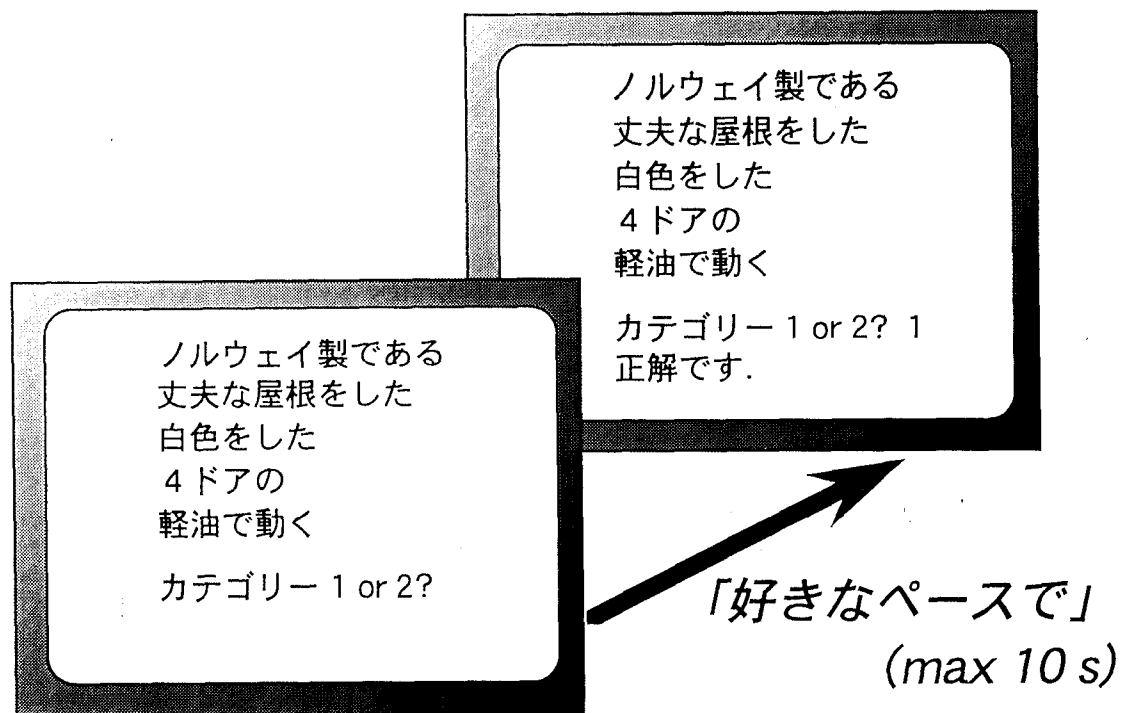 ノルウェイ製である
丈夫な屋根をした
白色をした
4ドアの
軽油で動く
カテゴリー 1 or 2?
ノルウェイ製である
丈夫な屋根をした
白色をした
4ドアの
軽油で動く
カテゴリー 1 or 2? 1
正解です.
「好きなペースで」
(max 10 s)